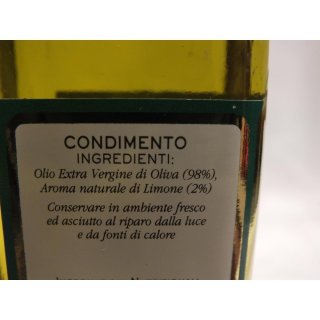 CONDIMENTO
INGREDIENTI:
Olio Extra Vergine di Oliva (98%),
Aroma naturale di Limone (2%)
Conservare in ambiente fresco
ed asciutto al riparo dalla luce
e da fonti di calore